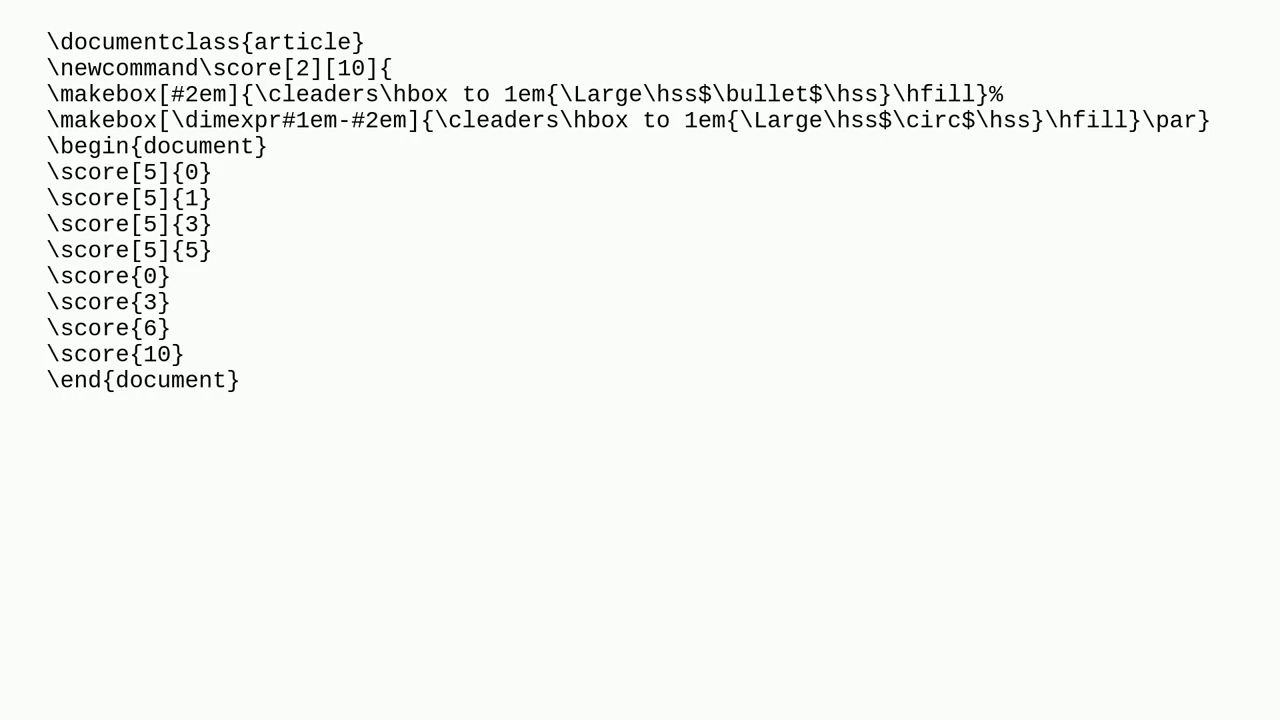 \documentclass{article}
\newcommand\score[2][10]{
\makebox[#2em]{\cleaders\hbox to 1em{\Large\hss$\bullet$\hss}\hfill}%
\makebox[\dimexpr#1em-#2em]{\cleaders\hbox to 1em{\Large\hss$\circ$\hss}\hfill}\par}
\begin{document}
\score[5]{0}
\score[5]{1}
\score[5]{3}
\score[5]{5}
\score{0}
\score{3}
\score{6}
\score{10}
\end{document}